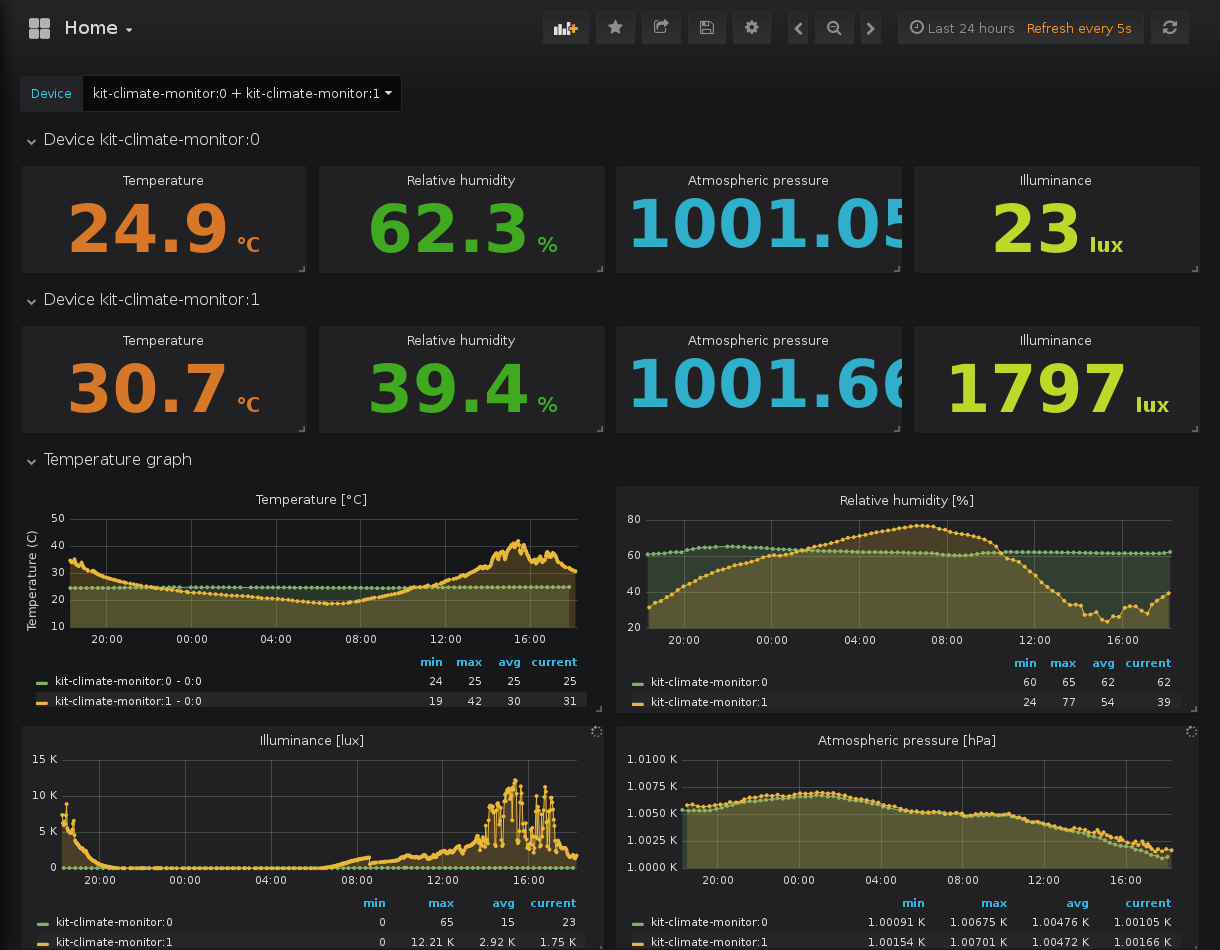 Home
Last 24 hours Refresh every 5s
Device kit-climate-monitor:0 + kit-climate-monitor:1
Device kit-climate-monitor:0
Temperature Relative humidity Atmospheric pressure Illuminance
24.9 °C 62.3 % 1001.05 23 lux
Device kit-climate-monitor:1
Temperature Relative humidity Atmospheric pressure Illuminance
30.7 °C 39.4 % 1001.66 1797 lux
Temperature graph
Temperature [°C]
Temperature (C)
50
40
30
20
10
20:00 00:00 04:00 08:00 12:00 16:00
min max avg current
kit-climate-monitor:0 - 0:0 24 25 25 25
kit-climate-monitor:1 - 0:0 19 42 30 31
Relative humidity [%]
80
60
40
20
20:00 00:00 04:00 08:00 12:00 16:00
min max avg current
kit-climate-monitor:0 60 65 62 62
kit-climate-monitor:1 24 77 54 39
Illuminance [lux]
15 K
10 K
5 K
0
20:00 00:00 04:00 08:00 12:00 16:00
min max avg current
kit-climate-monitor:0 0 65 15 23
kit-climate-monitor:1 0 12.21 K 2.92 K 1.75 K
Atmospheric pressure [hPa]
1.0100 K
1.0075 K
1.0050 K
1.0025 K
1.0000 K
20:00 00:00 04:00 08:00 12:00 16:00
min max avg current
kit-climate-monitor:0 1.00091 K 1.00675 K 1.00476 K 1.00105 K
kit-climate-monitor:1 1.00154 K 1.00701 K 1.00472 K 1.00166 K